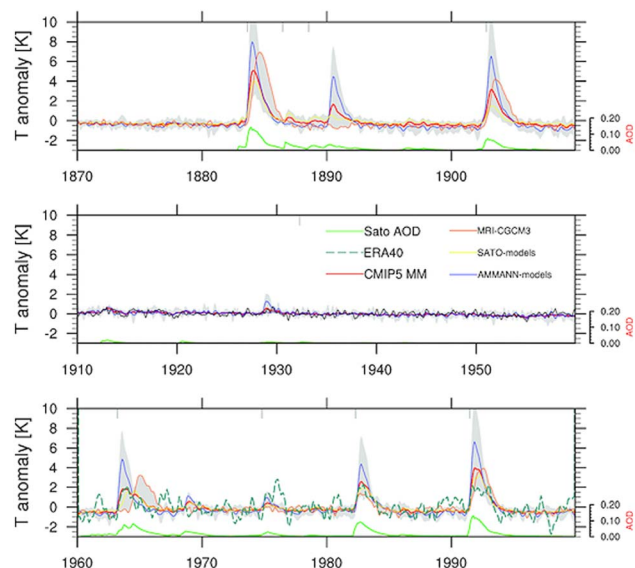 T anomaly [K]
10
8
6
4
2
0
-2
0.20
0.10
0.00
AOD
1870 1880 1890 1900
T anomaly [K]
10
8
6
4
2
0
-2
Sato AOD
ERA40
CMIP5 MM
MRI-CGCM3
SATO-models
AMMANN-models
0.20
0.10
0.00
AOD
1910 1920 1930 1940 1950
T anomaly [K]
10
8
6
4
2
0
-2
0.20
0.10
0.00
AOD
1960 1970 1980 1990